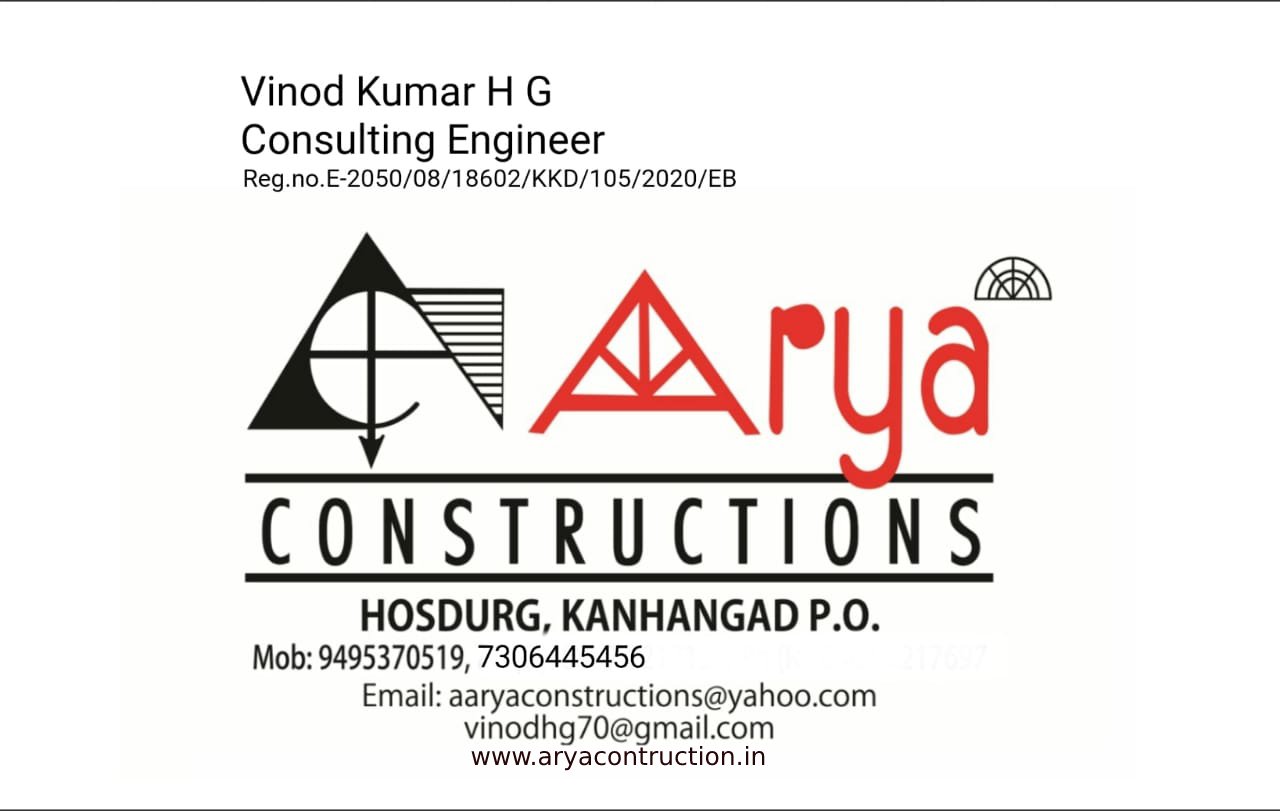 Vinod Kumar H G
Consulting Engineer
Reg.no.E-2050/08/18602/KKD/105/2020/EB
Arya
CONSTRUCTIONS
HOSDURG, KANHANGAD P.O.
Mob: 9495370519, 7306445456
Email: aaryaconstructions@yahoo.com
vinodhg70@gmail.com
www.aryacontruction.in